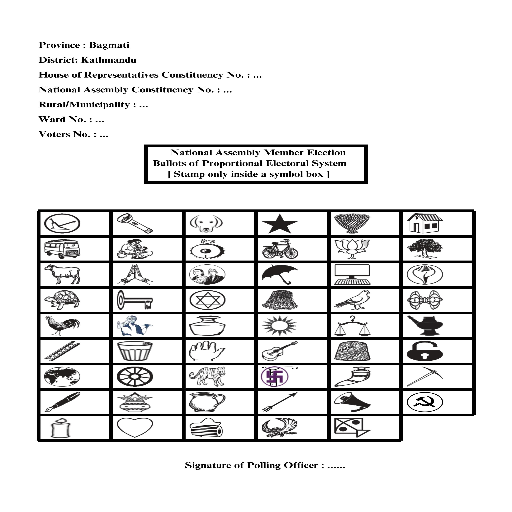 Province : Bagmati
District: Kathmandu
House of Representatives Constituency No. : ...
National Assembly Constituency No. : ...
Rural/Municipality : ...
Ward No. : ...
Voters No. : ...
National Assembly Member Election
Ballots of Proportional Electoral System
[ Stamp only inside a symbol box ]
Signature of Polling Officer : ......